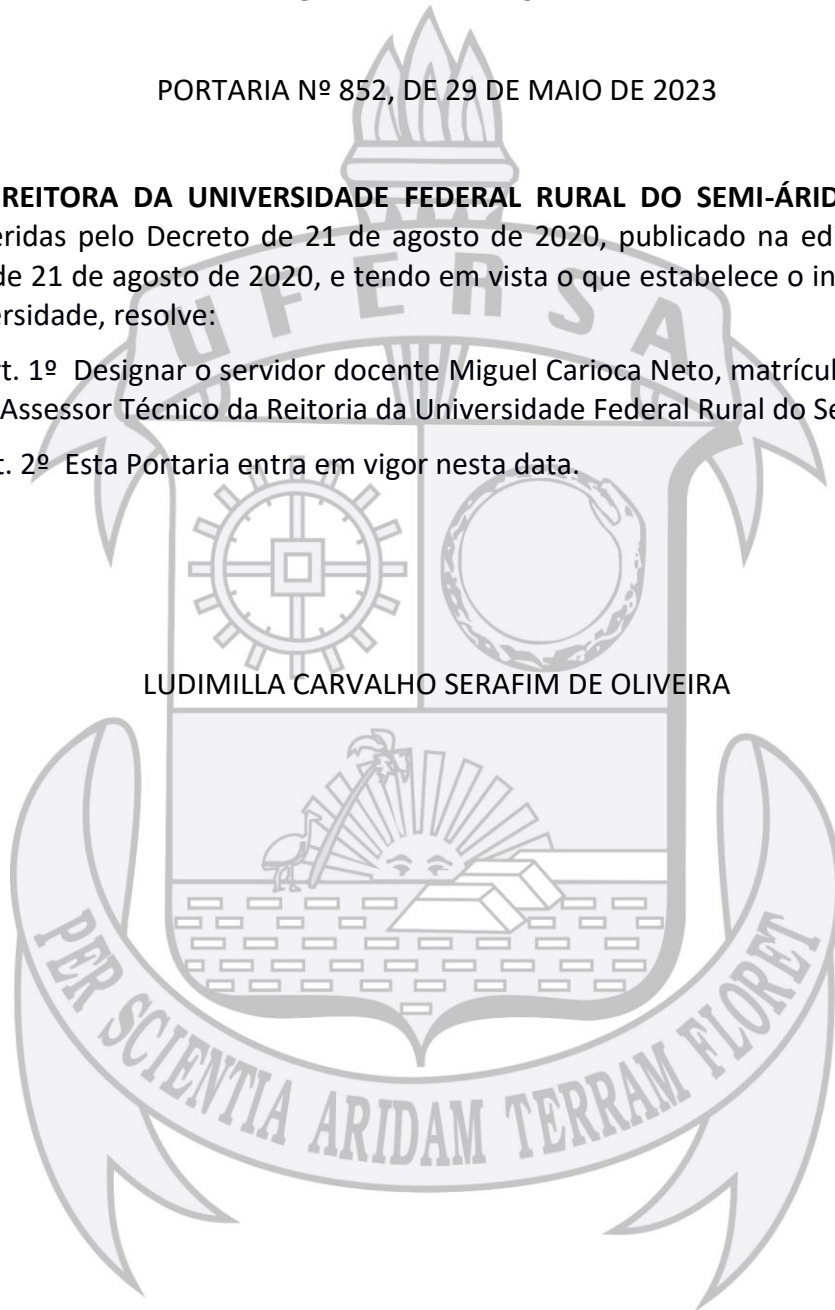 PORTARIA Nº 852, DE 29 DE MAIO DE 2023
REITORA DA UNIVERSIDADE FEDERAL RURAL DO SEMI-ÁRID
eridas pelo Decreto de 21 de agosto de 2020, publicado na ed
de 21 de agosto de 2020, e tendo em vista o que estabelece o in
ersidade, resolve:
UFERSA
rt. 1º Designar o servidor docente Miguel Carioca Neto, matrícul
Assessor Técnico da Reitoria da Universidade Federal Rural do Se
t. 2º Esta Portaria entra em vigor nesta data.
LUDIMILLA CARVALHO SERAFIM DE OLIVEIRA
PER SCIENTIA ARIDAM TERRAM FLORET